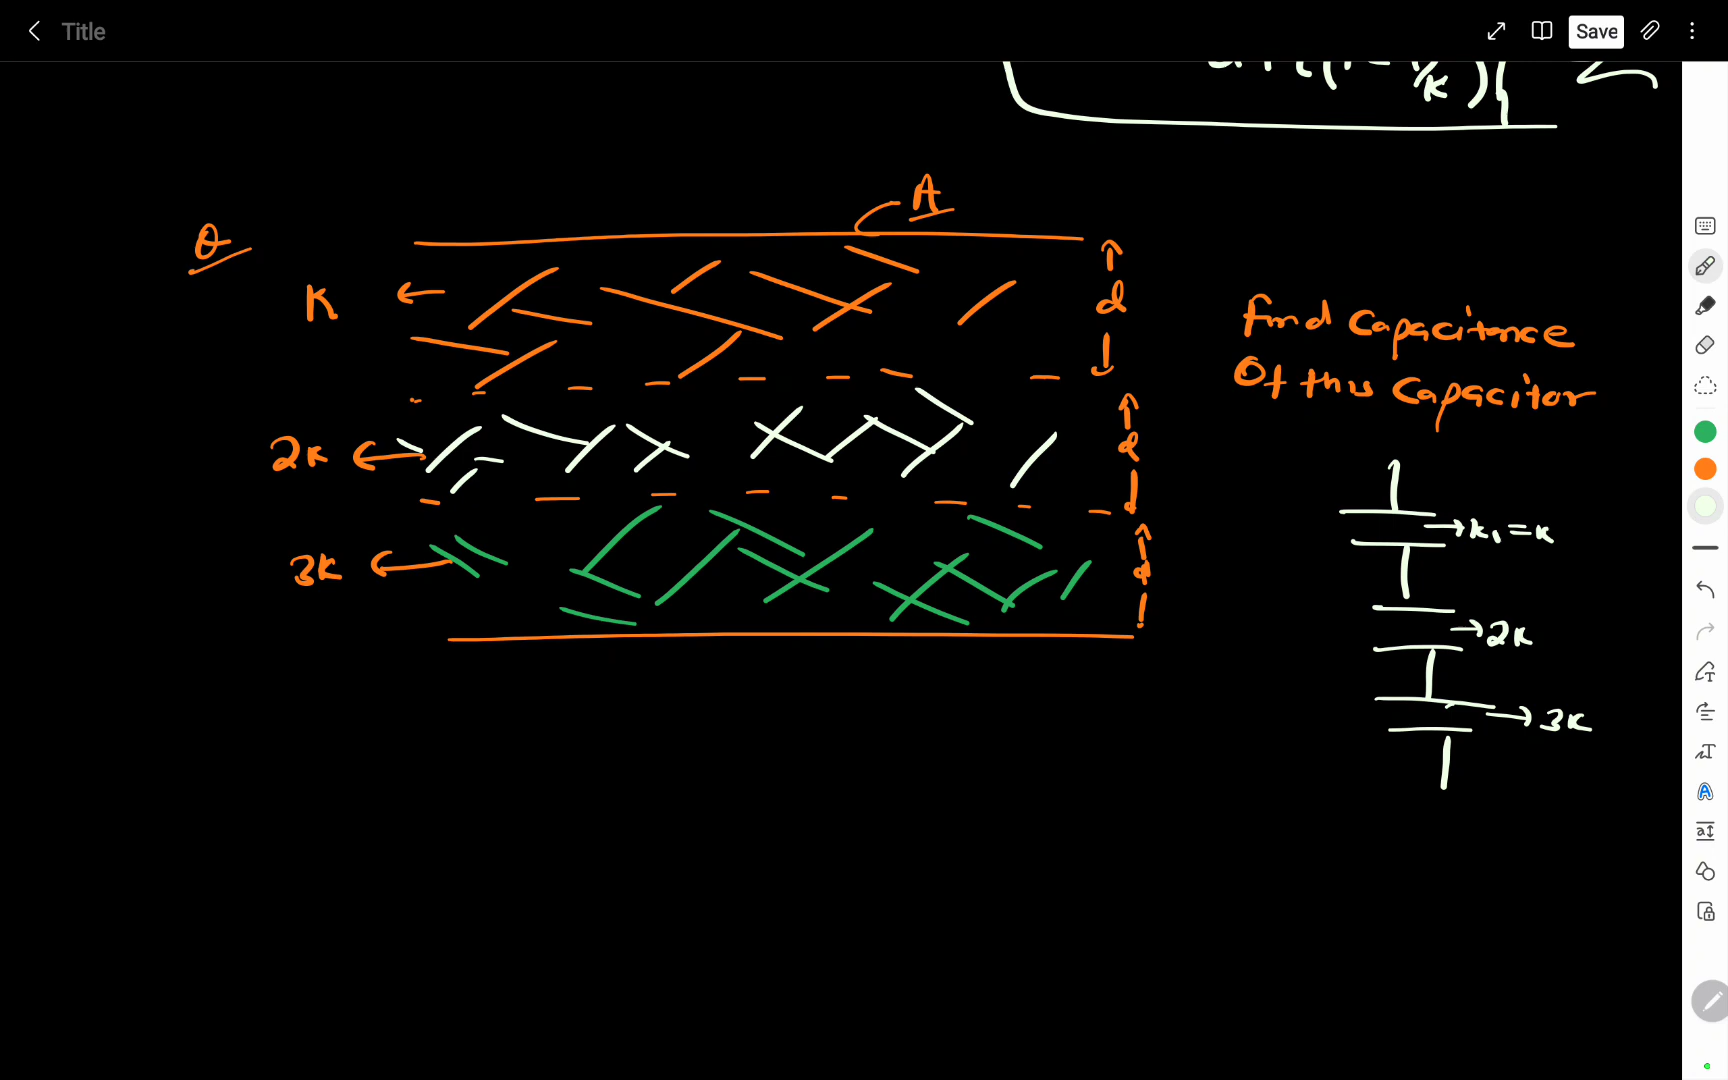 Title
Save
A
Q
K
d
Find Capacitance
Of this Capacitor
2K
d
K₁ = K
3K
d
2K
3K